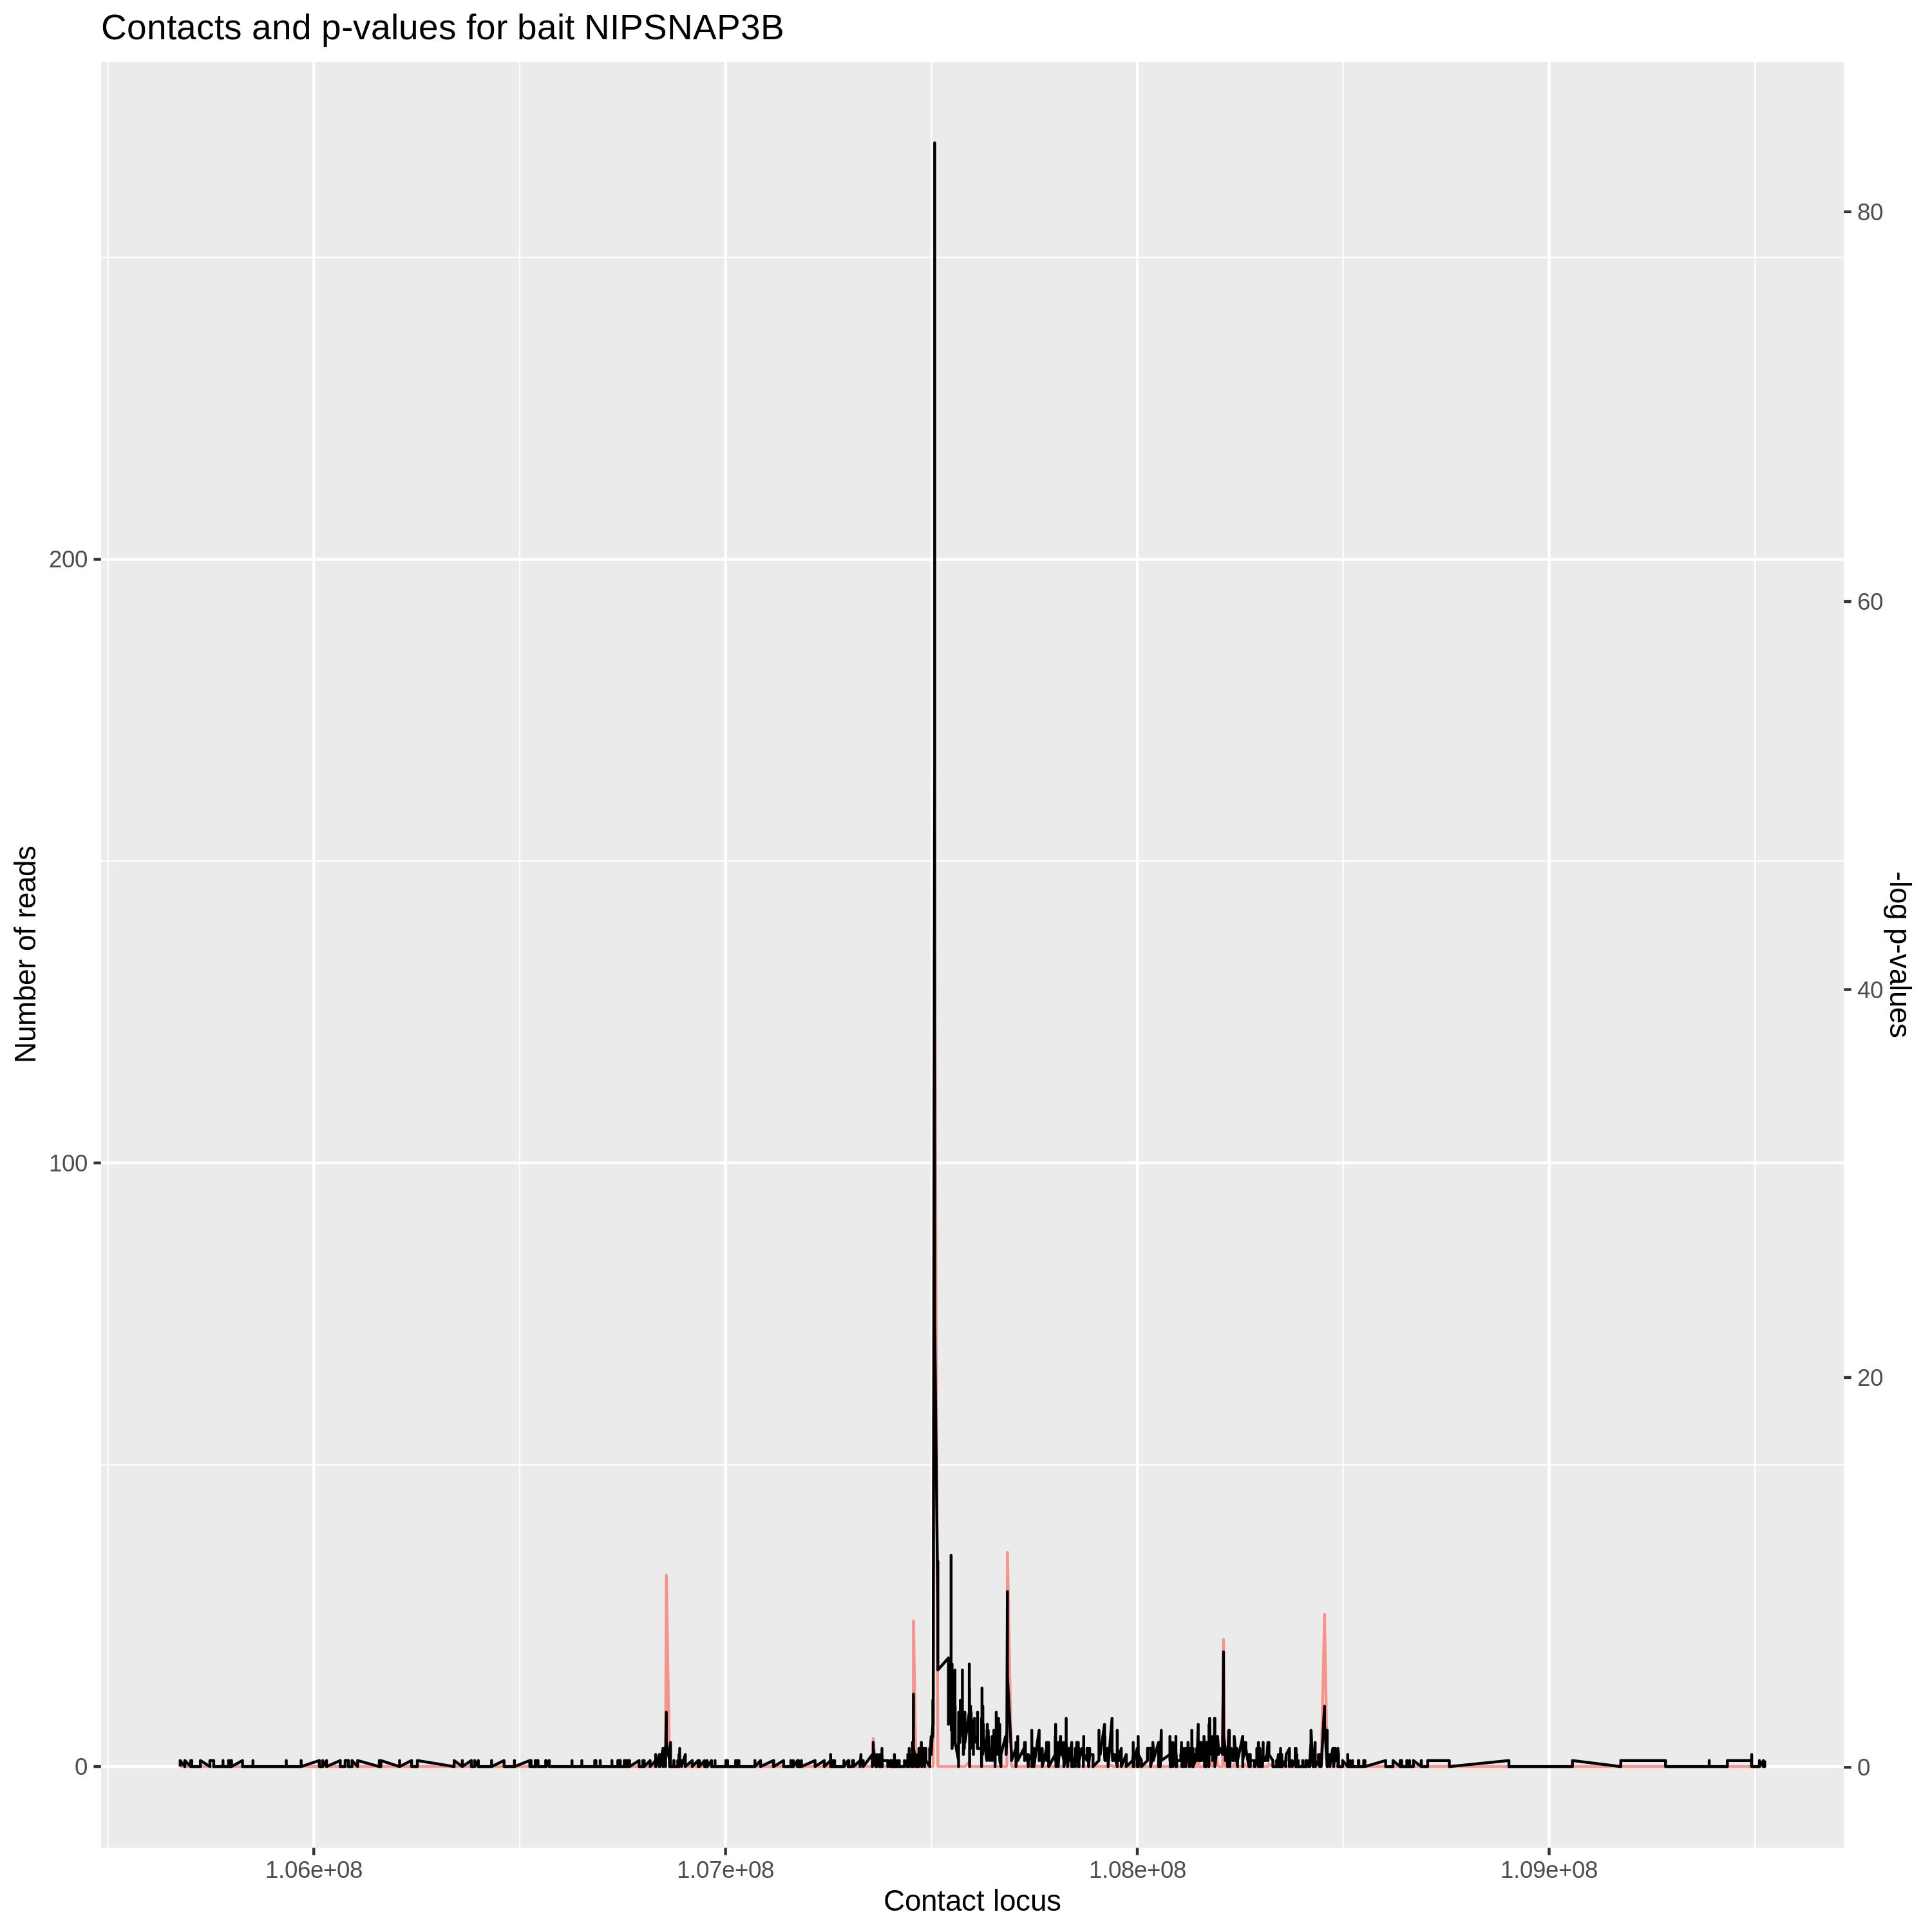 Contacts and p-values for bait NIPSNAP3B
Number of reads
200
100
0
80
60
40
20
0
-log p-values
1.06e+08
1.07e+08
1.08e+08
1.09e+08
Contact locus